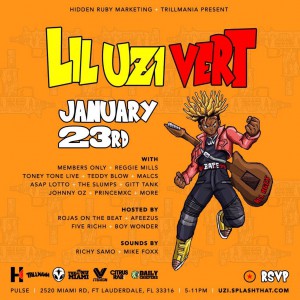 HIDDEN RUBY MARKETING × TRILLMANIA PRESENT
LIL UZI VERT
JANUARY
23RD
WITH
MEMBERS ONLY × REGGIE MILLS
TONEY TONE LIVE × TEDDY BLOW × MALCS
ASAP LOTTO × THE SLUMPS × GITT TANK
JOHNNY OZ × PRINCEMXC × MORE
HOSTED BY
ROJAS ON THE BEAT × AFEEZUS
FIVE RICHH × BOY WONDER
SOUNDS BY
RICHY SAMO × MIKE FOXX
RSVP
PULSE
2520 MIAMI RD, FT LAUDERDALE, FL 33316
5-11PM
UZI.SPLASHTHAT.COM